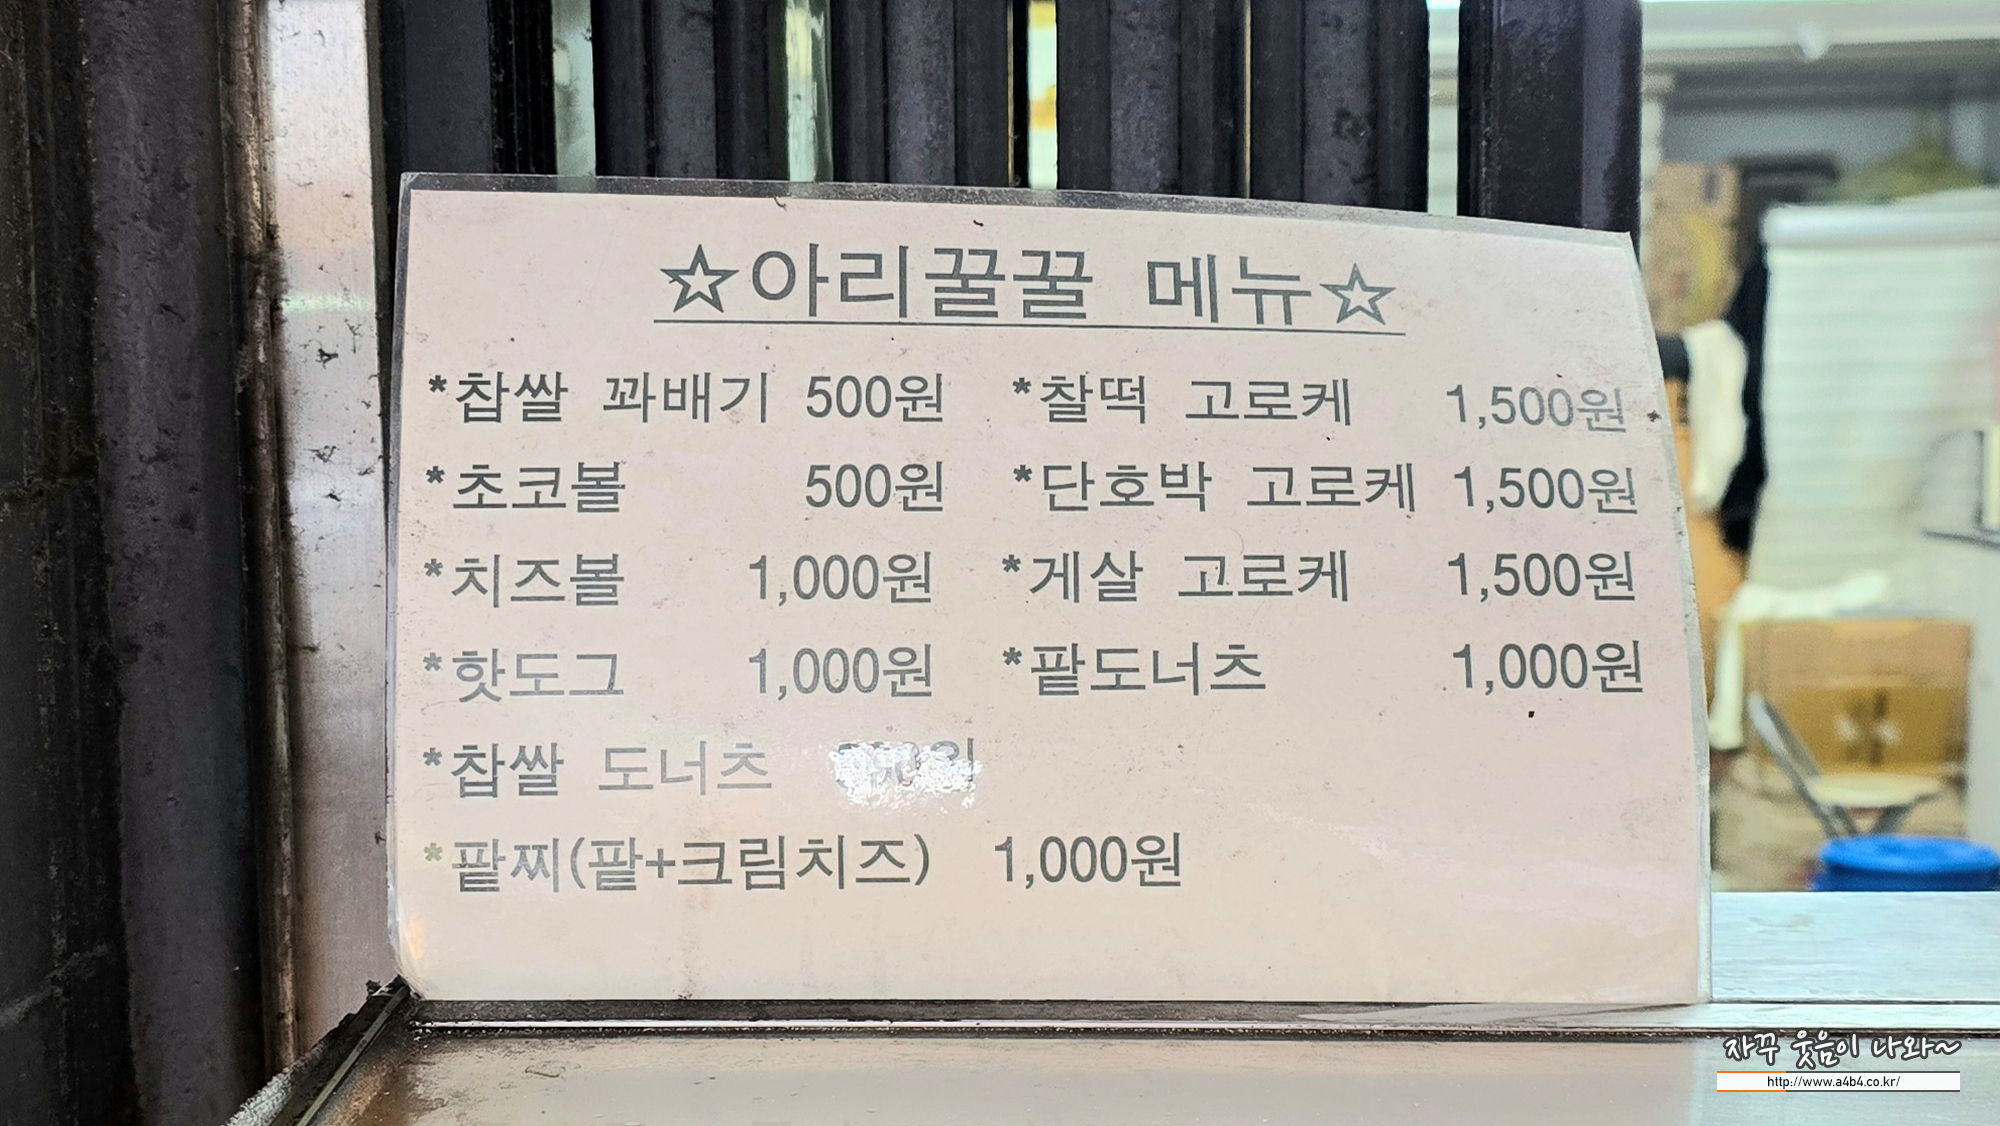 ☆아리꿀꿀 메뉴☆
*찹쌀 꽈배기 500원 *찰떡 고로케 1,500원
*초코볼 500원 *단호박 고로케 1,500원
*치즈볼 1,000원 *게살 고로케 1,500원
*핫도그 1,000원 *팥도너츠 1,000원
*찹쌀 도너츠
*팥찌(팥+크림치즈) 1,000원
자꾸 웃음이 나와~
http://www.a4b4.co.kr/